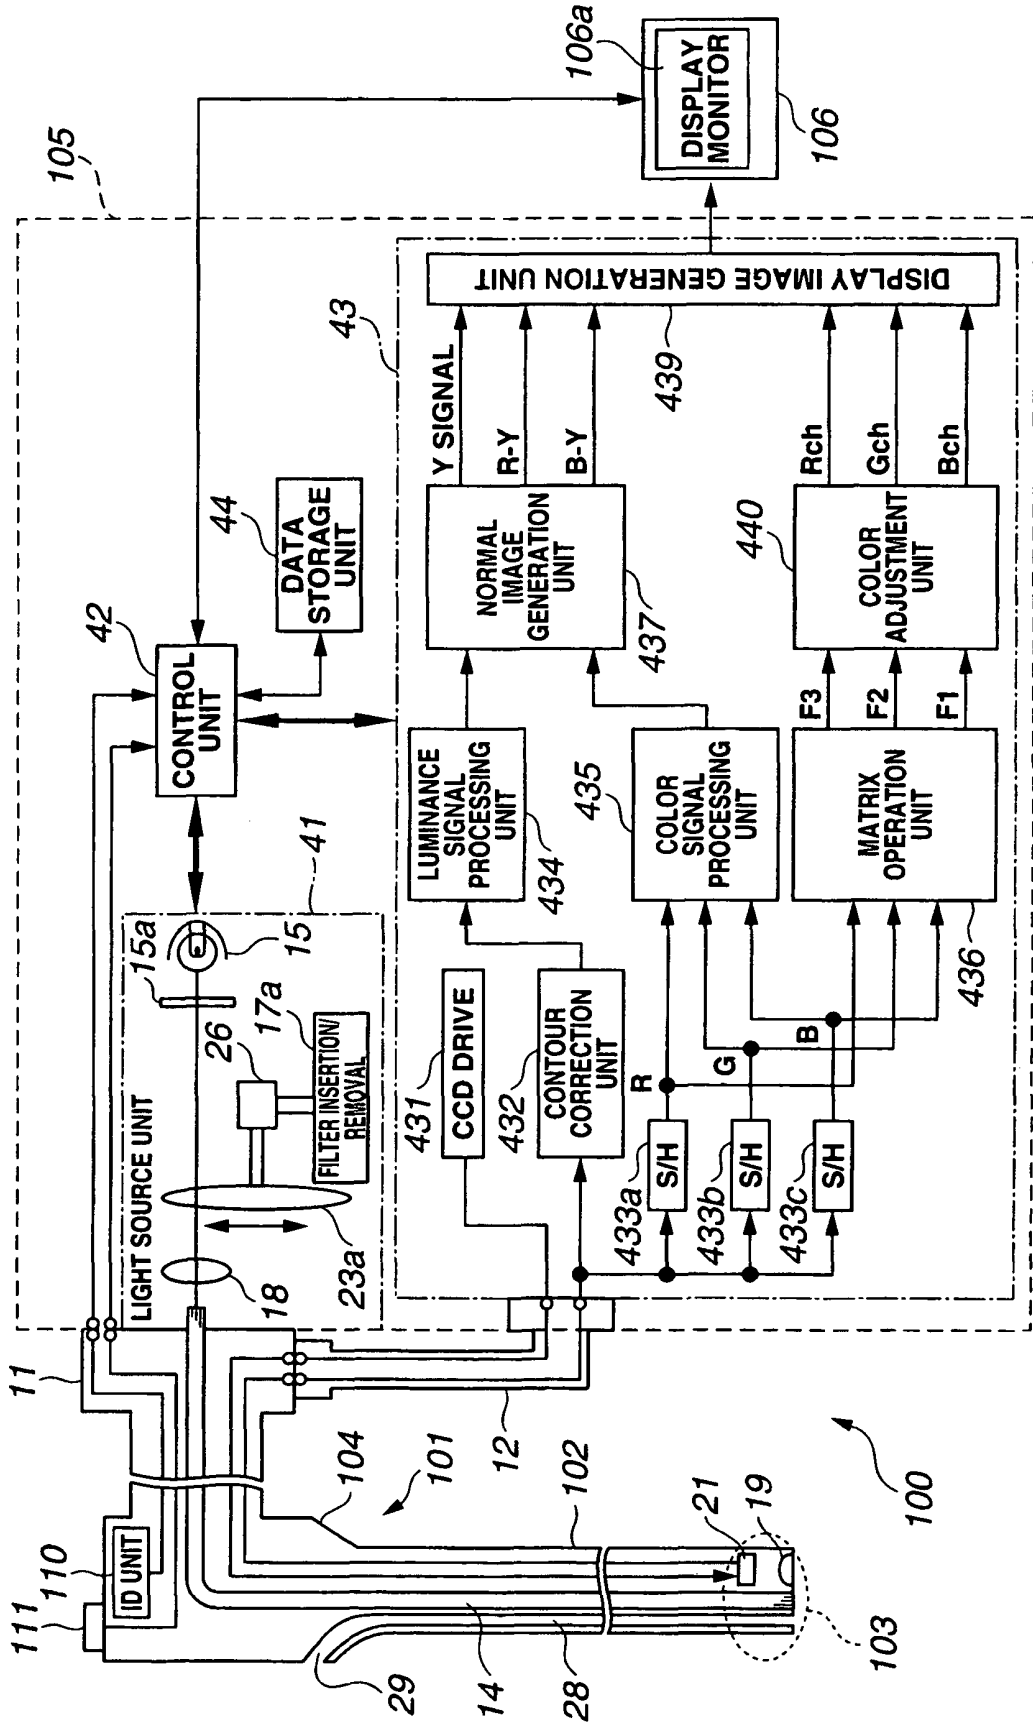 105
106a
DISPLAY
MONITOR
106
43
DISPLAY IMAGE GENERATION UNIT
439
Y SIGNAL
R-Y
B-Y
Rch
Gch
Bch
44
DATA
STORAGE
UNIT
42
CONTROL
UNIT
NORMAL
IMAGE
GENERATION
UNIT
437
440
COLOR
ADJUSTMENT
UNIT
F3
F2
F1
LUMINANCE
SIGNAL
PROCESSING
UNIT
434
435
COLOR
SIGNAL
PROCESSING
UNIT
MATRIX
OPERATION
UNIT
436
41
15a
15
26
17a
FILTER INSERTION/
REMOVAL
LIGHT SOURCE UNIT
23a
18
431
CCD DRIVE
432
CONTOUR
CORRECTION
UNIT
R
G
B
433a
S/H
433b
S/H
433c
S/H
11
12
104
101
102
100
111
110
ID UNIT
29
14
28
21
19
103